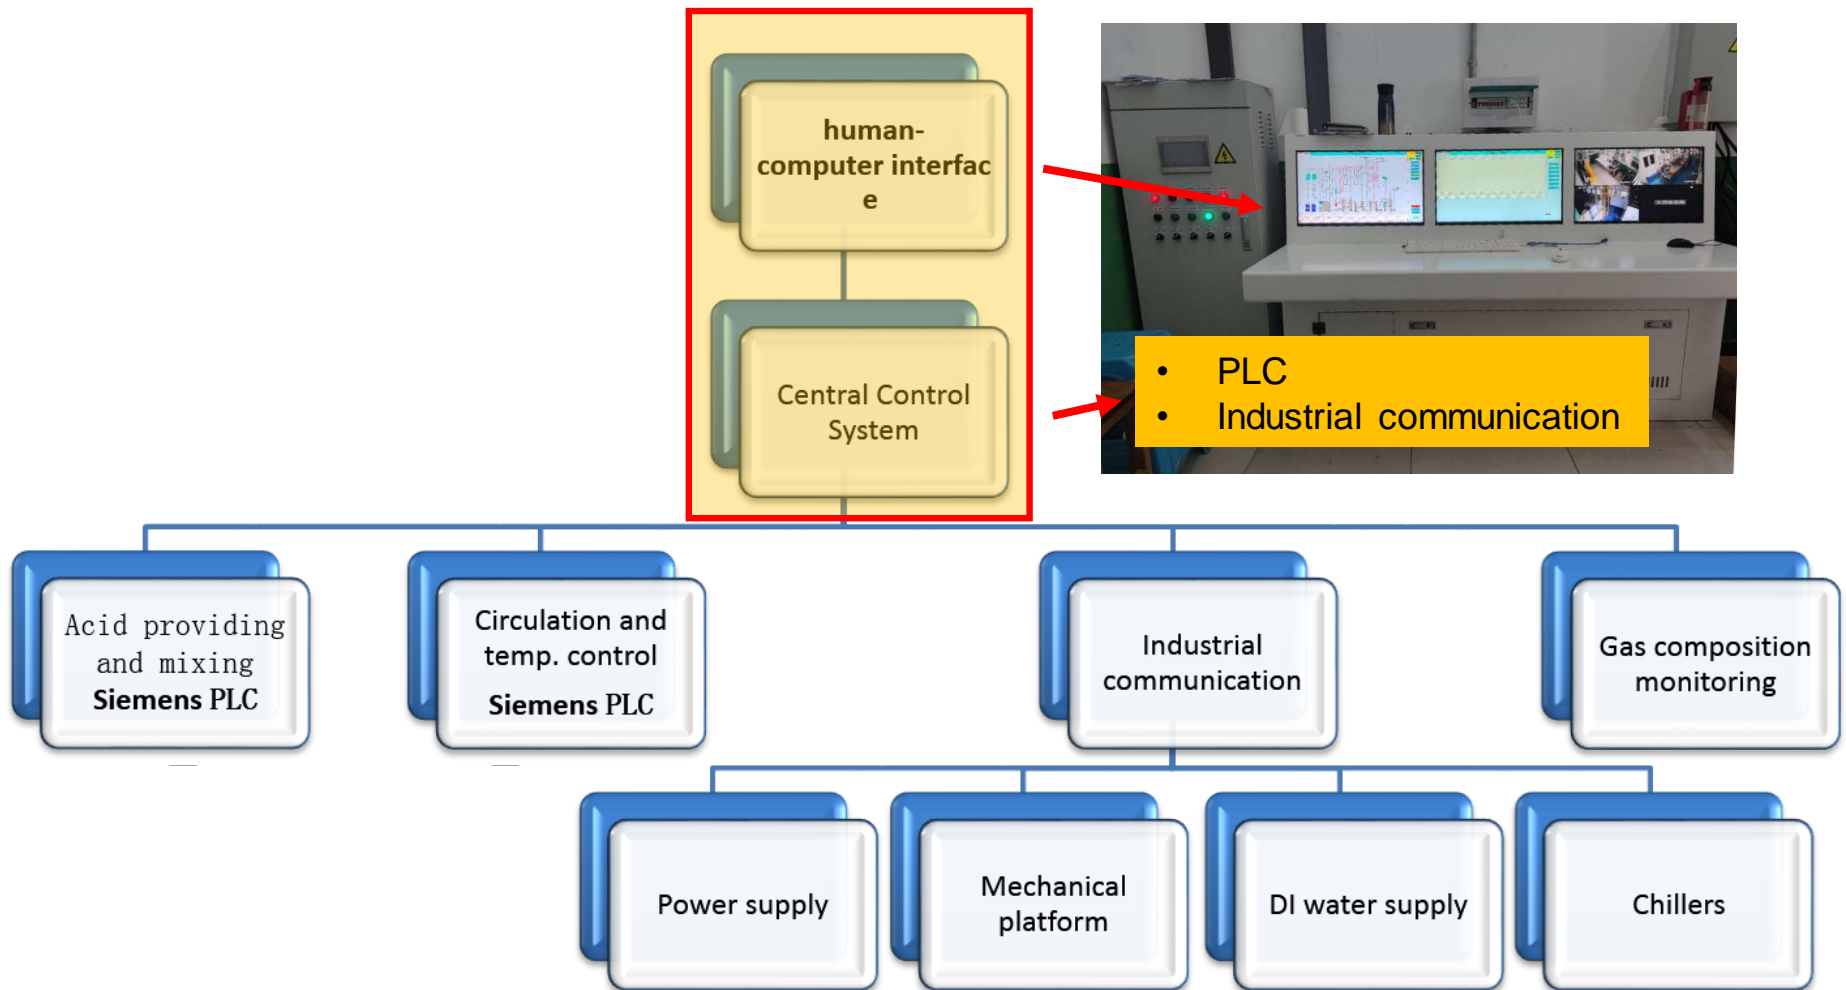 human-
computer interfac
e
Central Control
System
• PLC
• Industrial communication
Acid providing
and mixing
Siemens PLC
Circulation and
temp. control
Siemens PLC
Industrial
communication
Gas composition
monitoring
Power supply
Mechanical
platform
DI water supply
Chillers